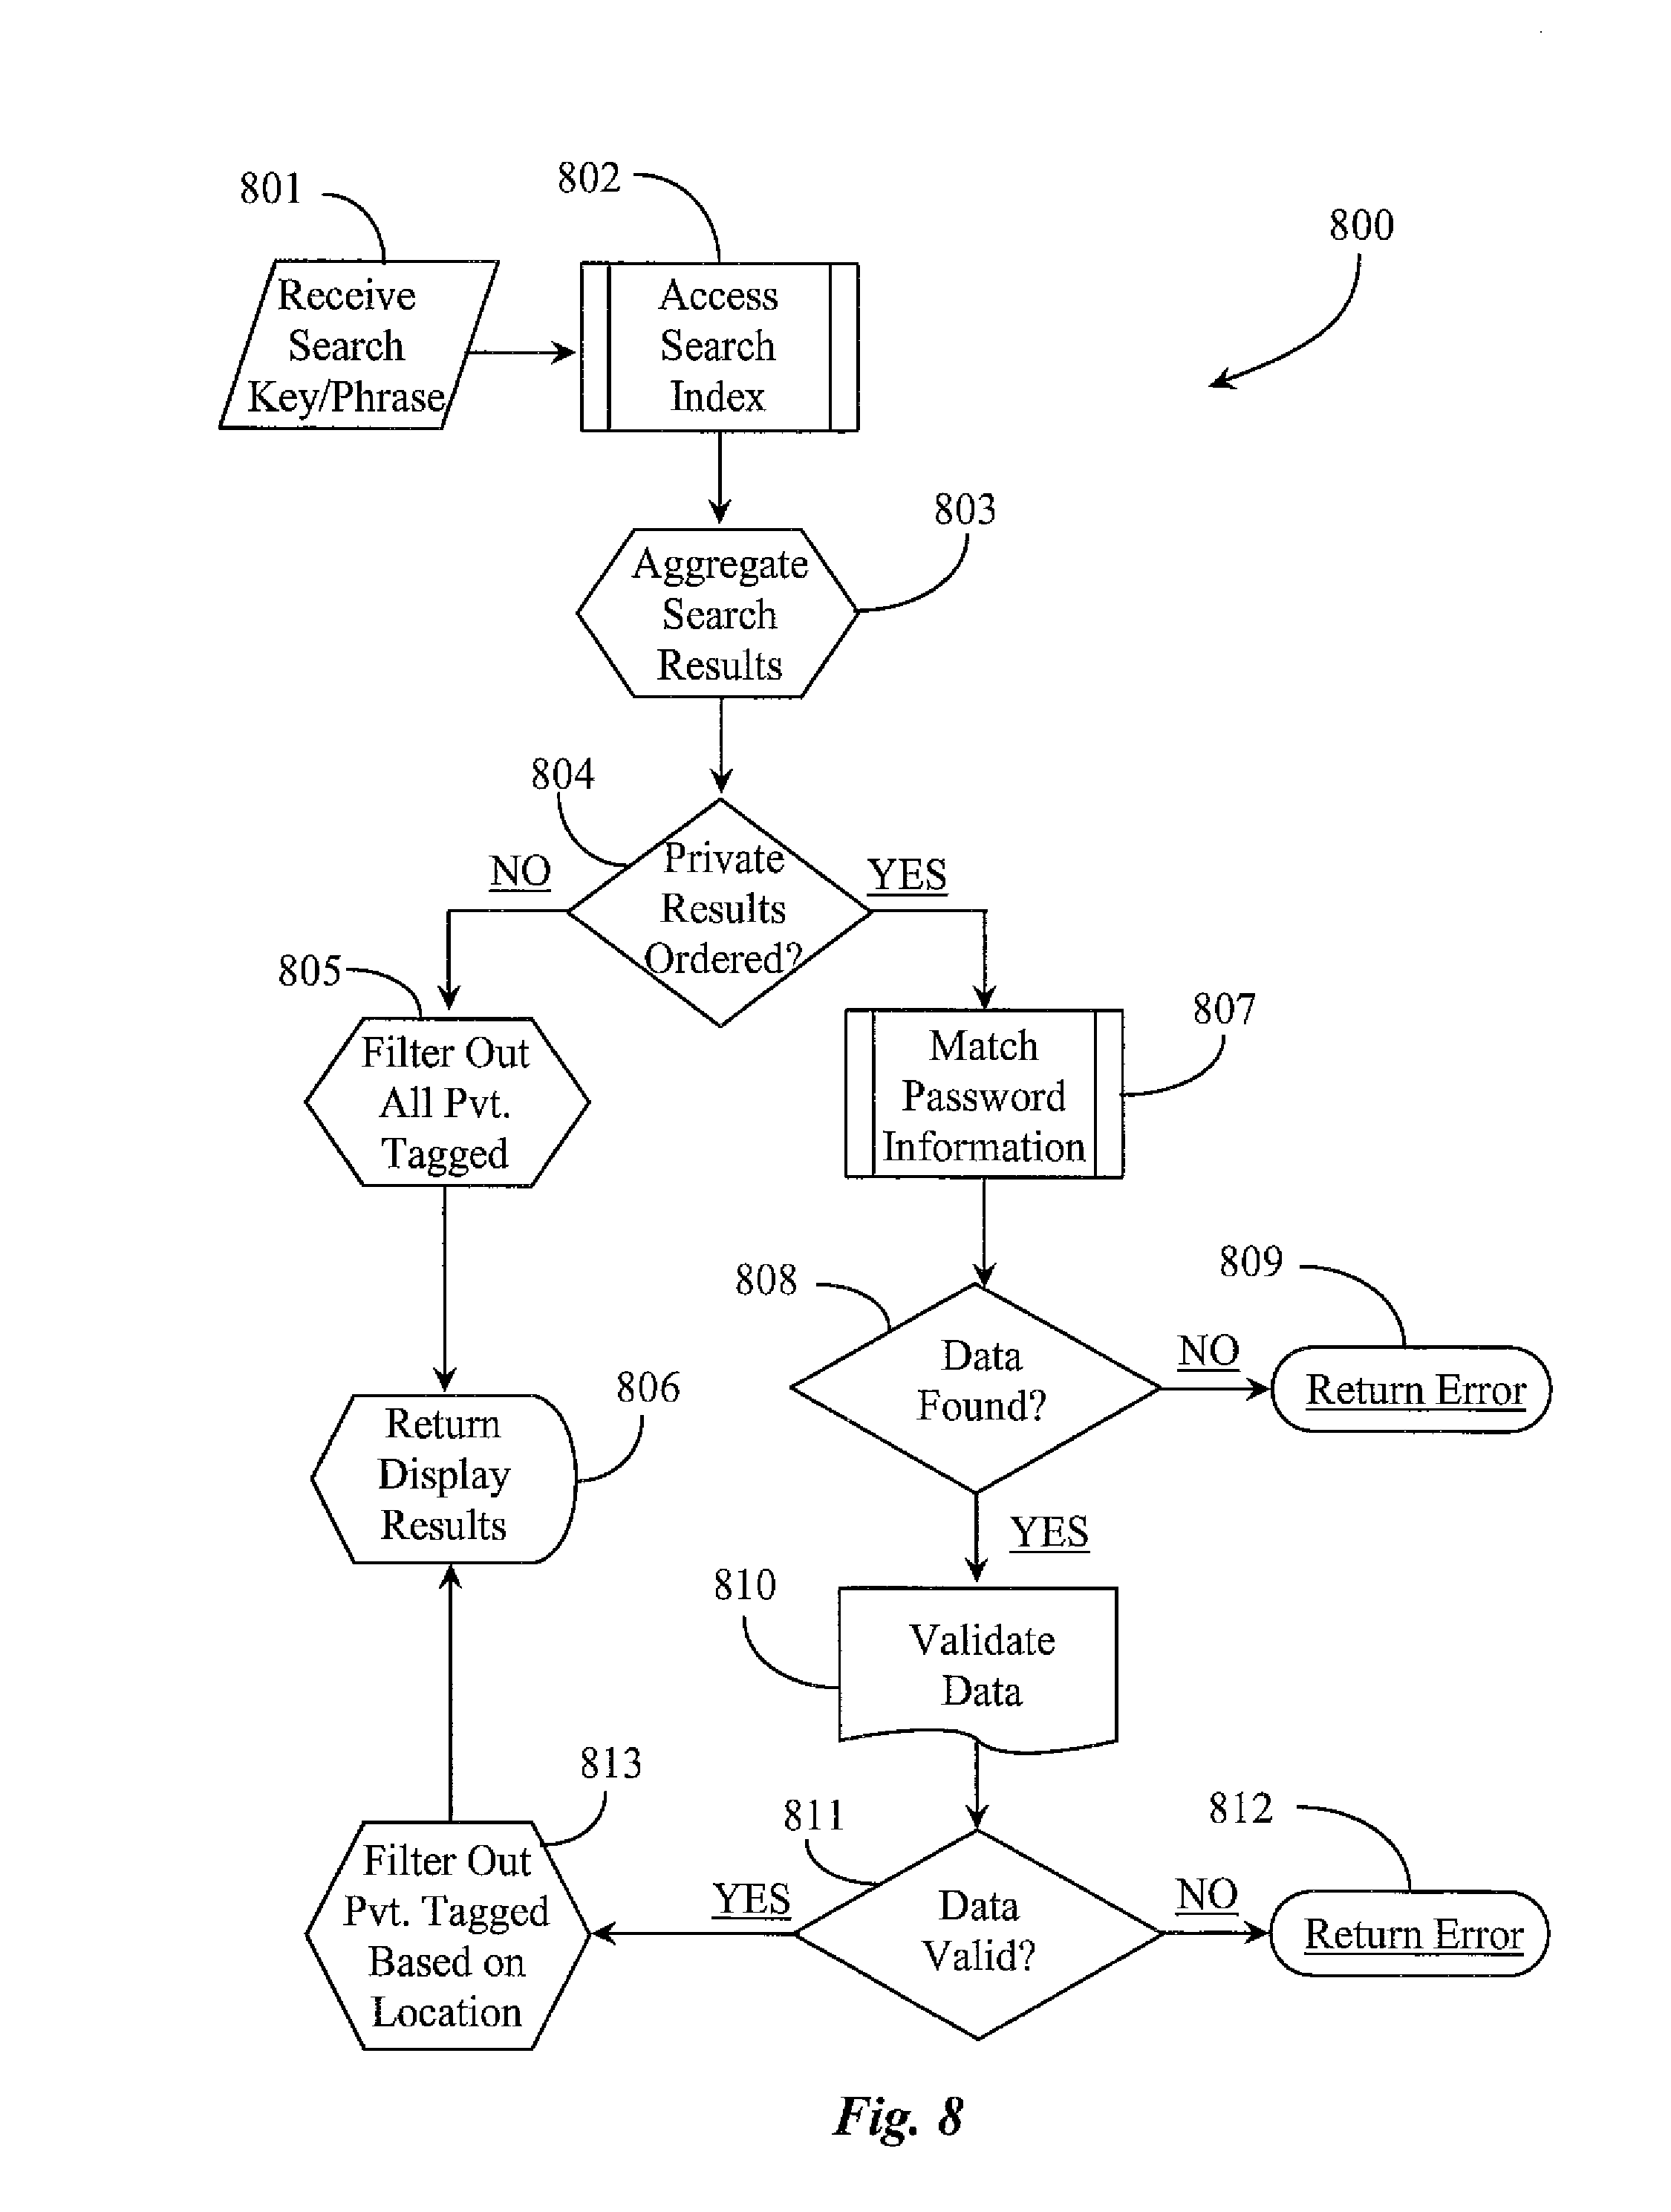 801
802
800
Receive
Search
Key/Phrase
Access
Search
Index
803
Aggregate
Search
Results
804
NO
Private
Results
Ordered?
YES
805
Filter Out
All Pvt.
Tagged
807
Match
Password
Information
806
Return
Display
Results
808
Data
Found?
NO
809
Return Error
YES
810
Validate
Data
813
Filter Out
Pvt. Tagged
Based on
Location
811
YES
Data
Valid?
NO
812
Return Error
Fig. 8